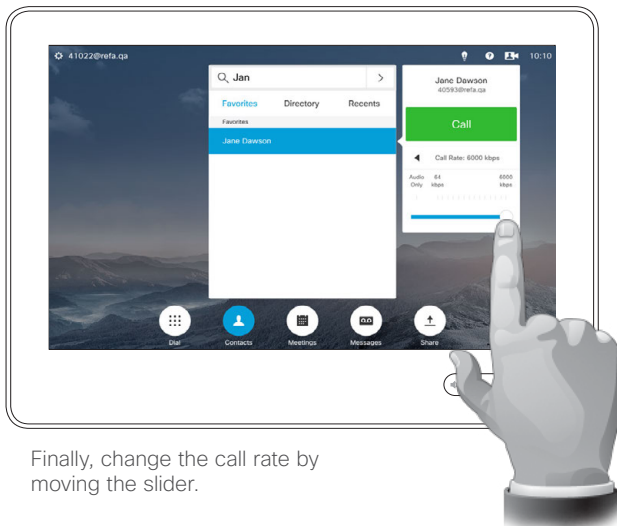 41022@refa.qa
10:10
Jan
Favorites Directory Recents
Favorites
Jane Dawson
Jane Dawson
40593@refa.qa
Call
Call Rate: 6000 kbps
Audio 64 6000
Only kbps kbps
Dial Contacts Meetings Messages Share
Finally, change the call rate by
moving the slider.